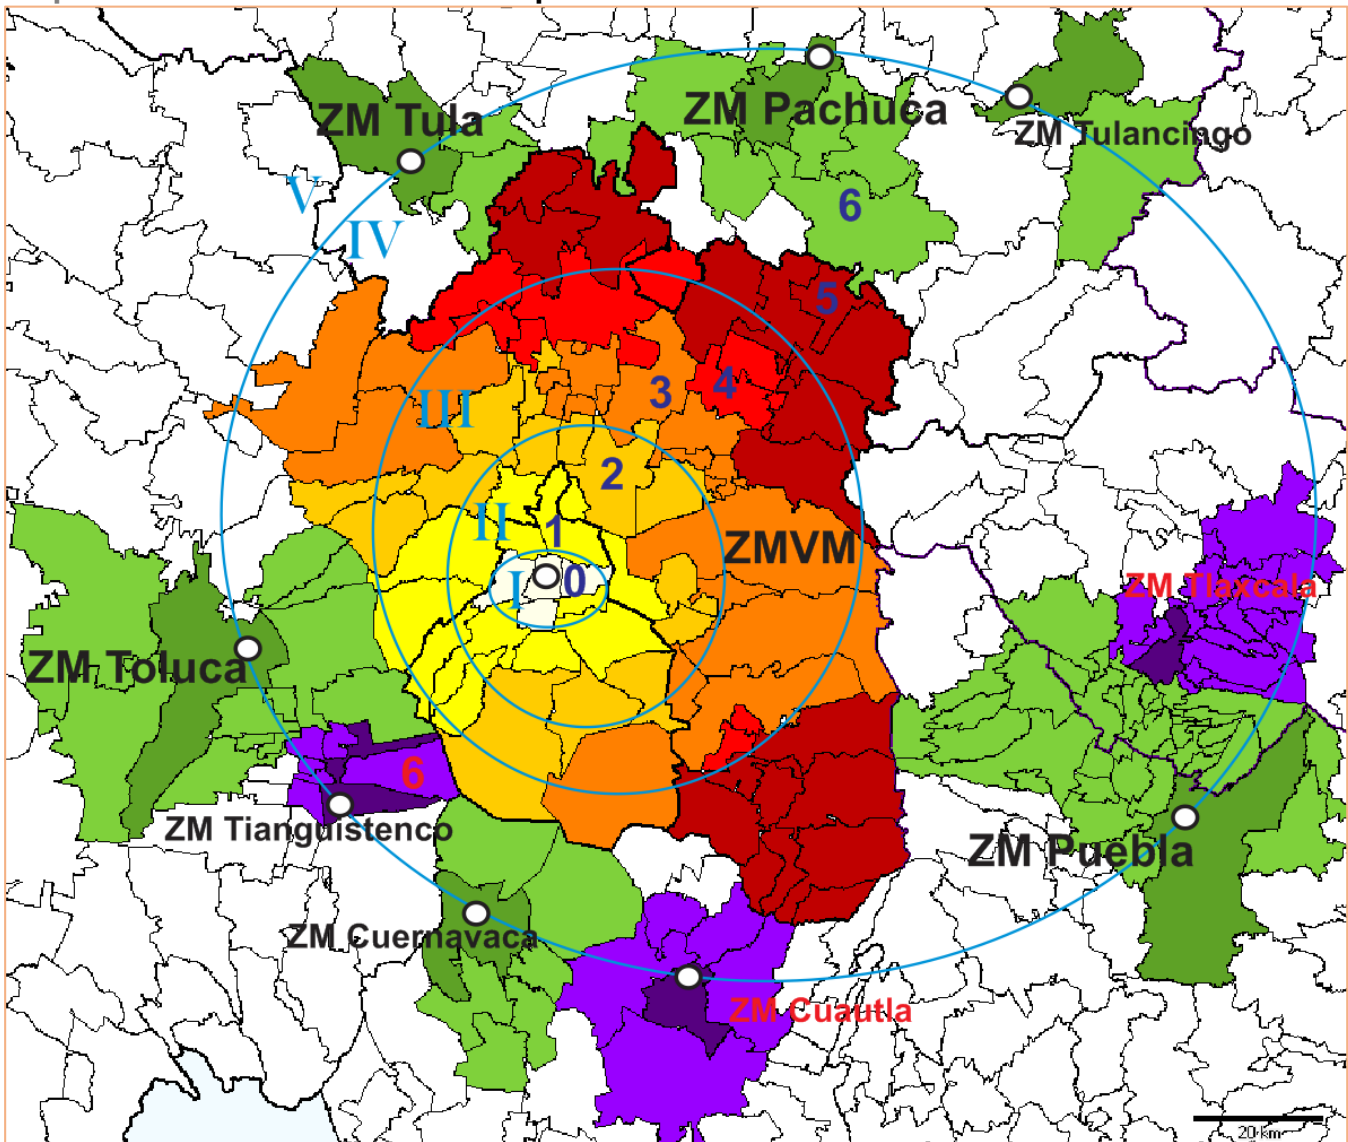 ZM Pachuca
ZM Tula
ZM Tulancingo
V
IV
6
5
4
3
III
2
II
1
ZMVM
I
0
ZM Tlaxcala
ZM Toluca
6
ZM Tianguistenco
ZM Puebla
ZM Cuernavaca
ZM Cuautla
20 km